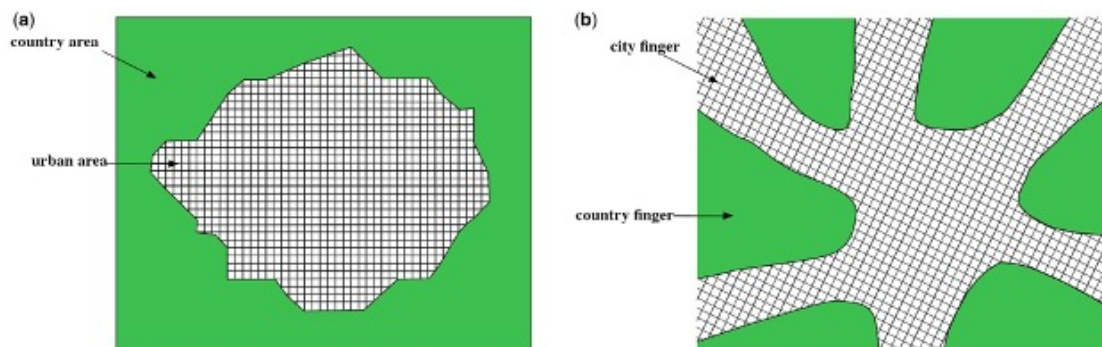 (a)
country area
urban area
(b)
city finger
country finger